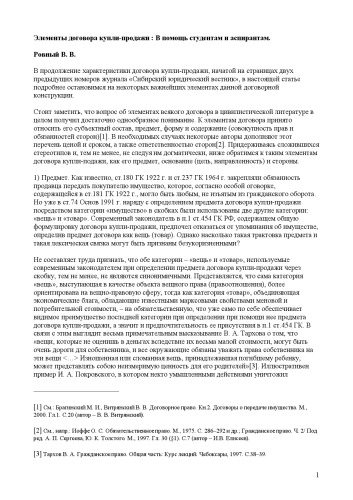 Элементы договора купли-продажи : В помощь студентам и аспирантам.
Ровный В. В.
В продолжение характеристики договора купли-продажи, начатой на страницах двух
предыдущих номеров журнала «Сибирский юридический вестник», в настоящей статье
подробнее остановимся на некоторых важнейших элементах данной договорной
конструкции.
Стоит заметить, что вопрос об элементах всякого договора в цивилистической литературе в
целом получил достаточно однообразное понимание. К элементам договора принято
относить его субъектный состав, предмет, форму и содержание (совокупность прав и
обязанностей сторон)[1]. В необходимых случаях некоторые авторы дополняют этот
перечень ценой и сроком, а также ответственностью сторон[2]. Придерживаясь сложившихся
стереотипов и, тем не менее, не следуя им догматически, ниже обратимся к таким элементам
договора купли-продажи, как его предмет, основание (цель, направленность) и стороны.
1) Предмет. Как известно, ст.180 ГК 1922 г. и ст.237 ГК 1964 г. закрепляли обязанность
продавца передать покупателю имущество, которое, согласно особой оговорке,
содержащейся в ст.181 ГК 1922 г., могло быть любым, не изъятым из гражданского оборота.
Но уже в ст.74 Основ 1991 г. наряду с определением предмета договора купли-продажи
посредством категории «имущество» в скобках были использованы две другие категории:
«вещь» и «товар». Современный законодатель в п.1 ст.454 ГК РФ, содержащем общую
формулировку договора купли-продажи, предпочел отказаться от упоминания об имуществе,
определив предмет договора как вещь (товар). Однако насколько такая трактовка предмета и
такая лексическая связка могут быть признаны безукоризненными?
Не составляет труда признать, что обе категории – «вещь» и «товар», используемые
современным законодателем при определении предмета договора купли-продажи через
скобку, тем не менее, не являются синонимичными. Представляется, что сама категория
«вещь», выступающая в качестве объекта вещного права (правоотношения), более
ориентирована на вещно-правовую сферу, тогда как категория «товар», объединяющая
экономические блага, обладающие известными марксовыми свойствами меновой и
потребительной стоимости, – на обязательственную, что уже само по себе обеспечивает
видимое преимущество последней категории при определении при помощи нее предмета
договора купли-продажи, а значит и предпочтительность ее присутствия в п.1 ст.454 ГК. В
связи с этим выглядит весьма примечательным высказывание В. А. Тархова о том, что
«вещи, которые не оценишь в деньгах вследствие их весьма малой стоимости, могут быть
очень дороги для собственника, и все окружающие обязаны уважать право собственника на
эти вещи <…> Изношенная или сломанная вещь, принадлежавшая погибшему ребенку,
может представлять собою неизмеримую ценность для его родителей»[3]. Иллюстративен
пример И. А. Покровского, в котором некто умышленными действиями уничтожил
[1] См.: Брагинский М. И., Витрянский В. В. Договорное право. Кн.2. Договоры о передаче имущества. М.,
2000. Гл.1. С.20 (автор – В. В. Витрянский).
[2] См., напр.: Иоффе О. С. Обязательственное право. М., 1975. С. 286–292 и др.; Гражданское право. Ч. 2/ Под
ред. А. П. Сергеева, Ю. К. Толстого. М., 1997. Гл. 30 (§1). С.7 (автор – И.В. Елисеев).
[3] Тархов В. А. Гражданское право. Общая часть: Курс лекций. Чебоксары, 1997. С.38–39.
1